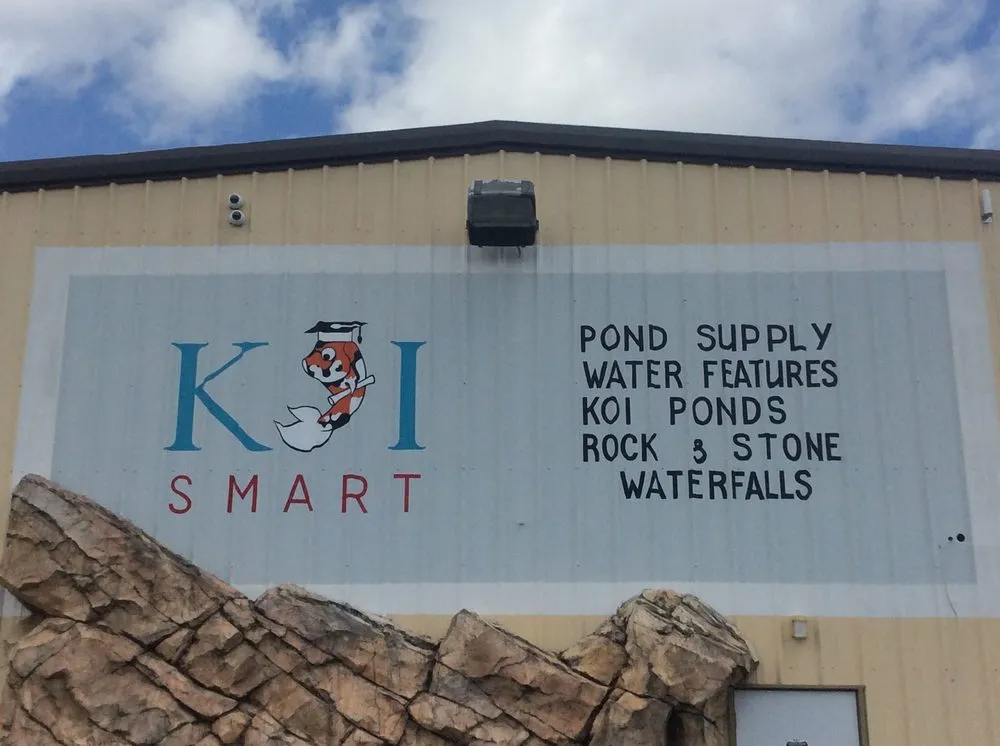 KOI
SMART
POND SUPPLY
WATER FEATURES
KOI PONDS
ROCK & STONE
WATERFALLS